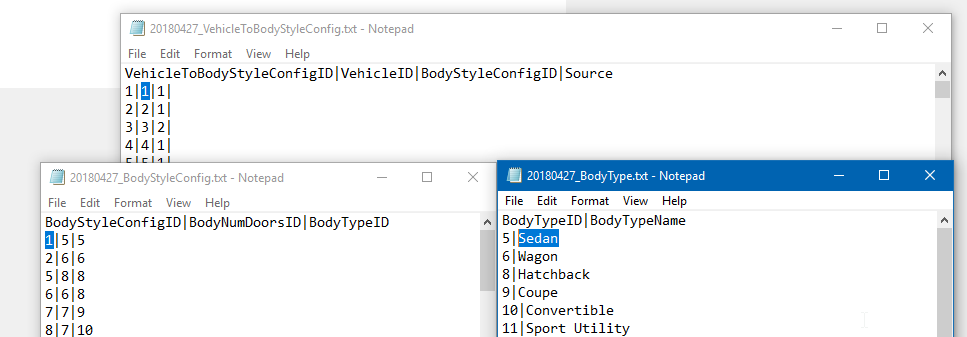 20180427_VehicleToBodyStyleConfig.txt - Notepad
File Edit Format View Help
VehicleToBodyStyleConfigID|VehicleID|BodyStyleConfigID|Source
1|1|1|
2|2|1|
3|3|2|
4|4|1|
5|5|1|
20180427_BodyStyleConfig.txt - Notepad
File Edit Format View Help
BodyStyleConfigID|BodyNumDoorsID|BodyTypeID
1|5|5
2|6|6
5|8|8
6|6|8
7|7|9
8|7|10
20180427_BodyType.txt - Notepad
File Edit Format View Help
BodyTypeID|BodyTypeName
5|Sedan
6|Wagon
8|Hatchback
9|Coupe
10|Convertible
11|Sport Utility